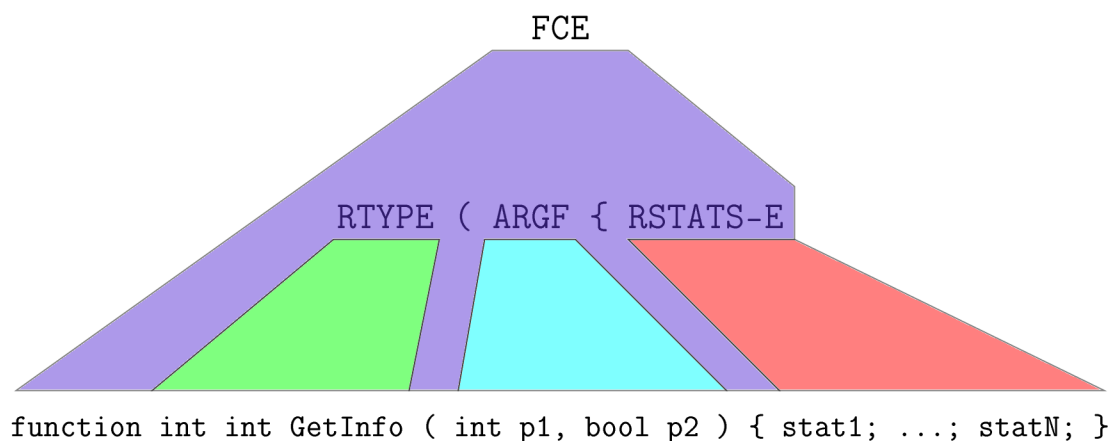 FCE
RTYPE ( ARGF { RSTATS-E
function int int GetInfo ( int p1, bool p2 ) { stat1; ...; statN; }